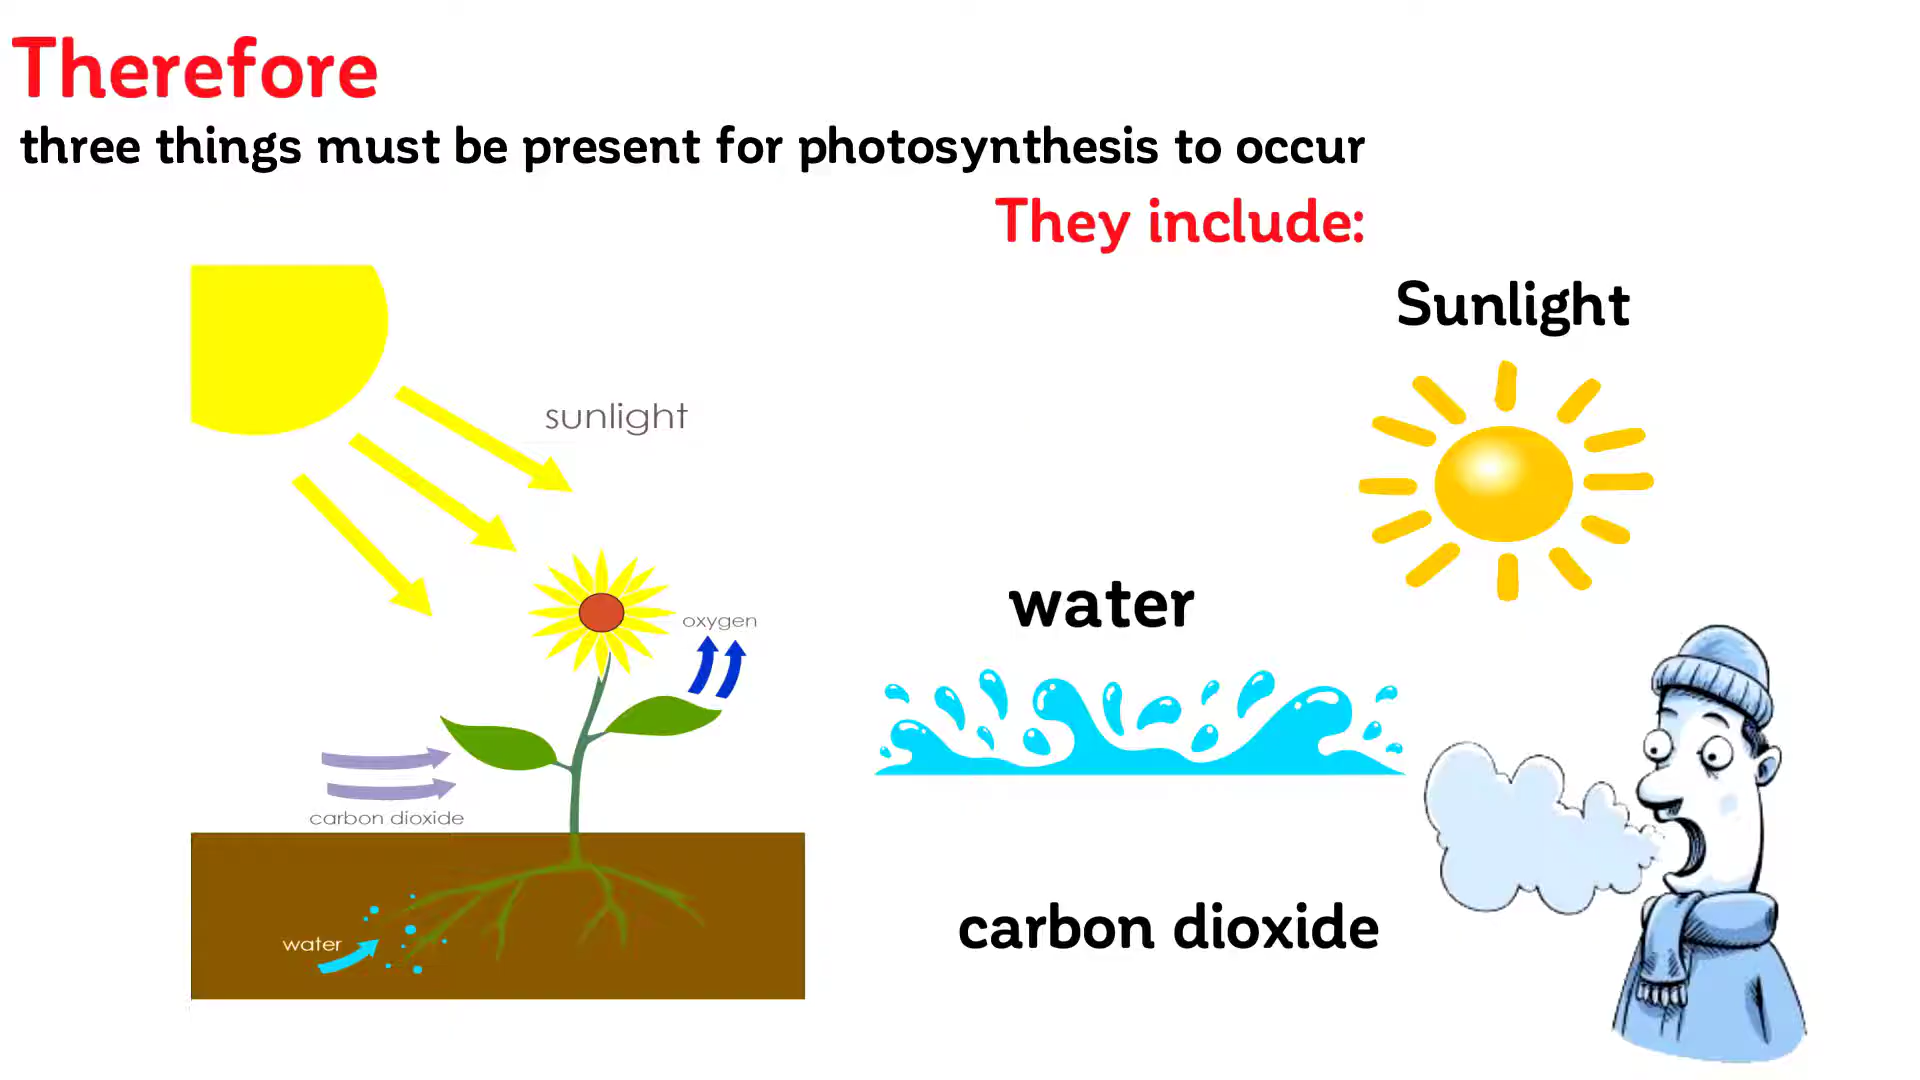 Therefore
three things must be present for photosynthesis to occur
They include:
Sunlight
sunlight
water
oxygen
carbon dioxide
water
carbon dioxide